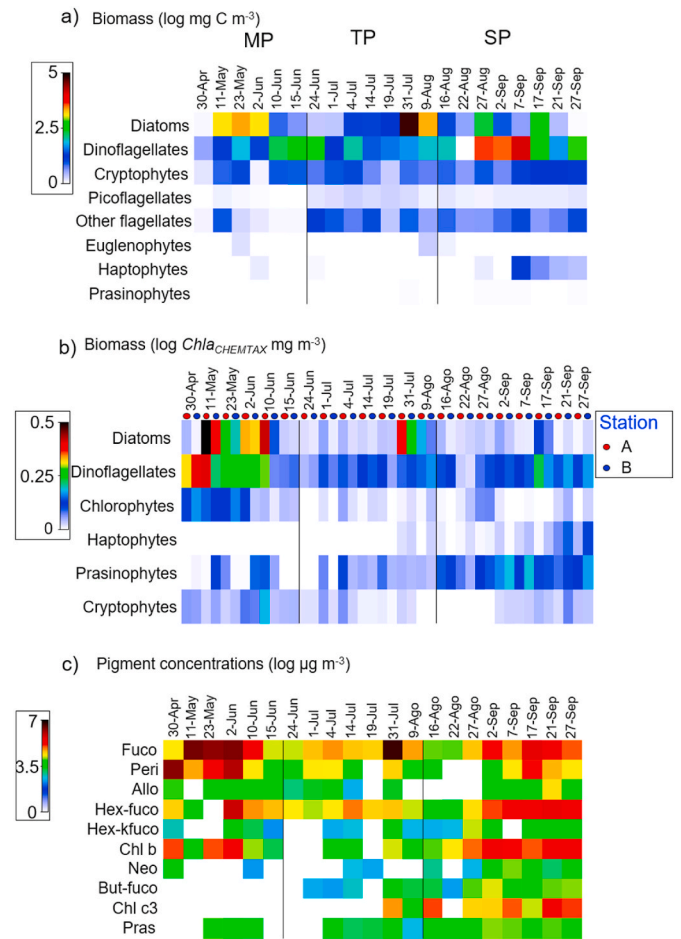 a) Biomass (log mg C m-3)
MP TP SP
5
2.5
0
30-Apr 11-May 23-May 2-Jun 10-Jun 15-Jun 24-Jun 1-Jul 4-Jul 14-Jul 19-Jul 31-Jul 9-Aug 16-Aug 22-Aug 27-Aug 2-Sep 7-Sep 17-Sep 21-Sep 27-Sep
Diatoms
Dinoflagellates
Cryptophytes
Picoflagellates
Other flagellates
Euglenophytes
Haptophytes
Prasinophytes
b) Biomass (log ChlaCHEMTAX mg m-3)
0.5
0.25
0
30-Apr 11-May 23-May 2-Jun 10-Jun 15-Jun 24-Jun 1-Jul 4-Jul 14-Jul 19-Jul 31-Jul 9-Ago 16-Ago 22-Ago 27-Ago 2-Sep 7-Sep 17-Sep 21-Sep 27-Sep
Diatoms
Dinoflagellates
Chlorophytes
Haptophytes
Prasinophytes
Cryptophytes
Station
A
B
c) Pigment concentrations (log µg m-3)
7
3.5
0
30-Apr 11-May 23-May 2-Jun 10-Jun 15-Jun 24-Jun 1-Jul 4-Jul 14-Jul 19-Jul 31-Jul 9-Ago 16-Ago 22-Ago 27-Ago 2-Sep 7-Sep 17-Sep 21-Sep 27-Sep
Fuco
Peri
Allo
Hex-fuco
Hex-kfuco
Chl b
Neo
But-fuco
Chl c3
Pras